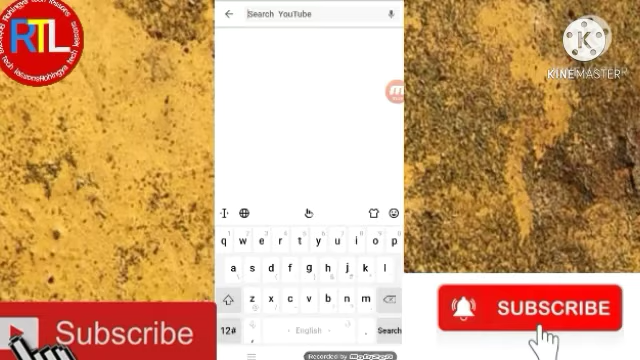 RTL
Search YouTube
KINEMASTER
q w e r t y u i o p
a s d f g h j k l
z x c v b n m
12#
English
.
Search
Subscribe
SUBSCRIBE